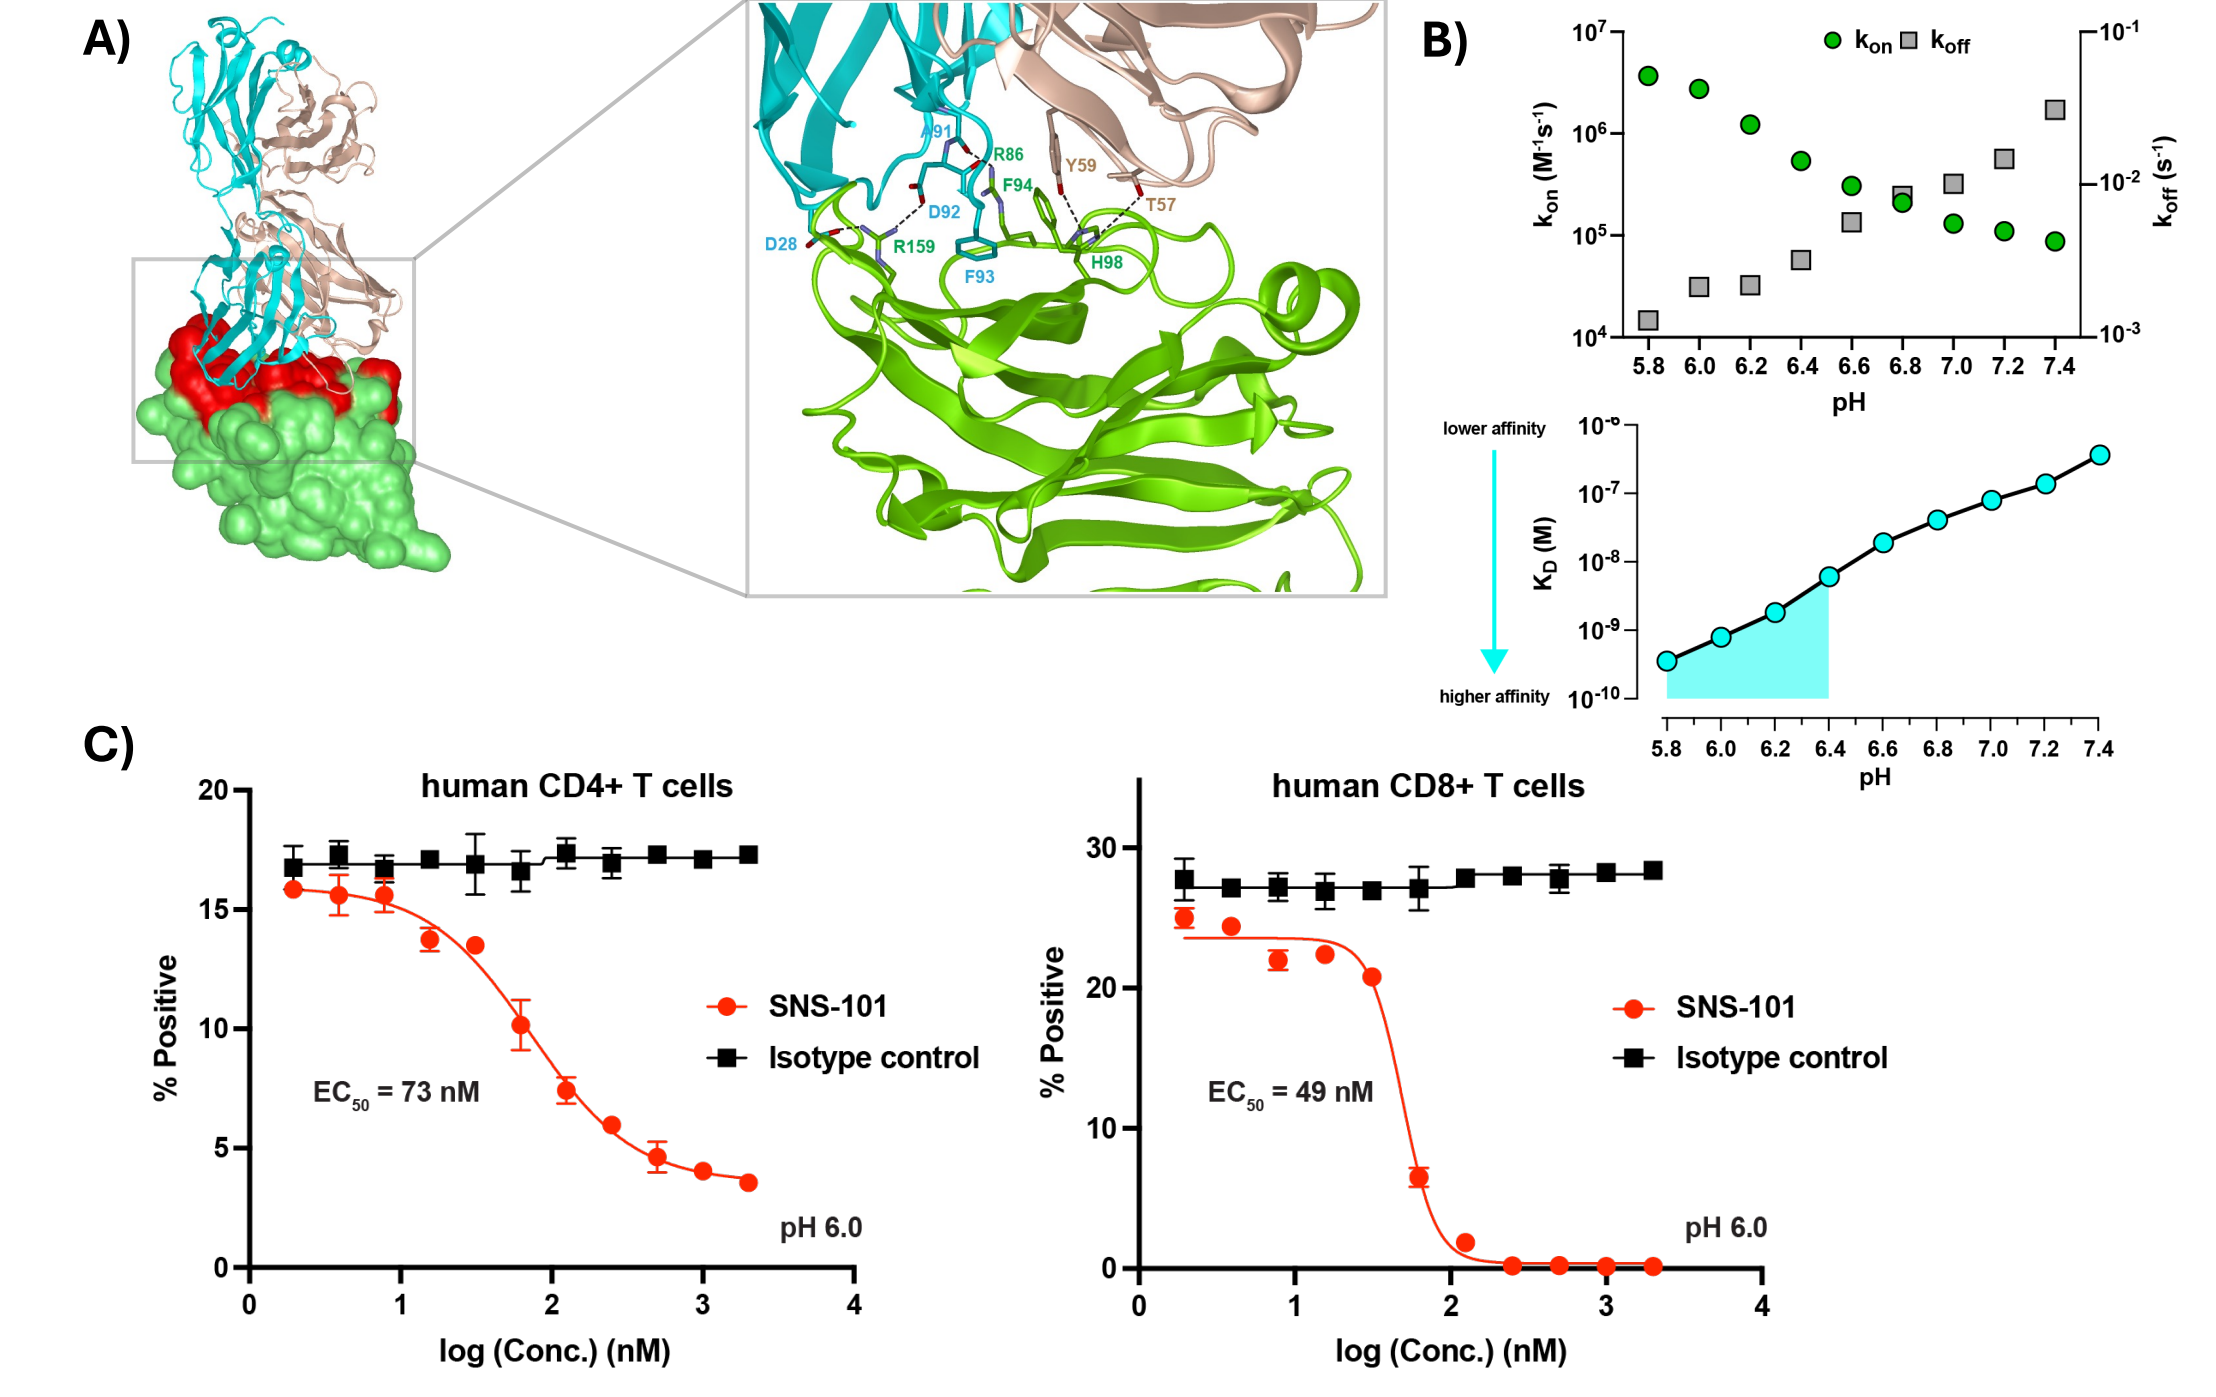 A)
A91
R86
F94
Y59
T57
D92
D28
R159
F93
H98
B)
k_on k_off
10^7
10^6
10^5
10^4
k_on (M^-1s^-1)
10^-1
10^-2
10^-3
k_off (s^-1)
5.8 6.0 6.2 6.4 6.6 6.8 7.0 7.2 7.4
pH
lower affinity
higher affinity
10^-6
10^-7
10^-8
10^-9
10^-10
K_D (M)
5.8 6.0 6.2 6.4 6.6 6.8 7.0 7.2 7.4
pH
C)
human CD4+ T cells
20
15
10
5
0
% Positive
SNS-101
Isotype control
EC_50 = 73 nM
pH 6.0
0 1 2 3 4
log (Conc.) (nM)
human CD8+ T cells
30
20
10
0
% Positive
SNS-101
Isotype control
EC_50 = 49 nM
pH 6.0
0 1 2 3 4
log (Conc.) (nM)